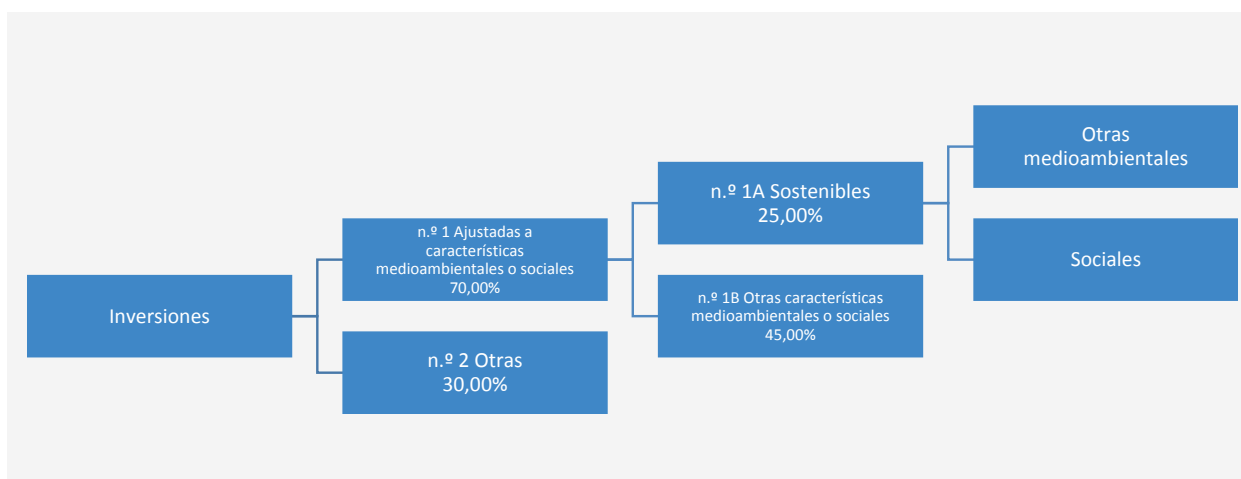 Inversiones
n.º 1 Ajustadas a
características
medioambientales o sociales
70,00%
n.º 2 Otras
30,00%
n.º 1A Sostenibles
25,00%
n.º 1B Otras características
medioambientales o sociales
45,00%
Otras
medioambientales
Sociales